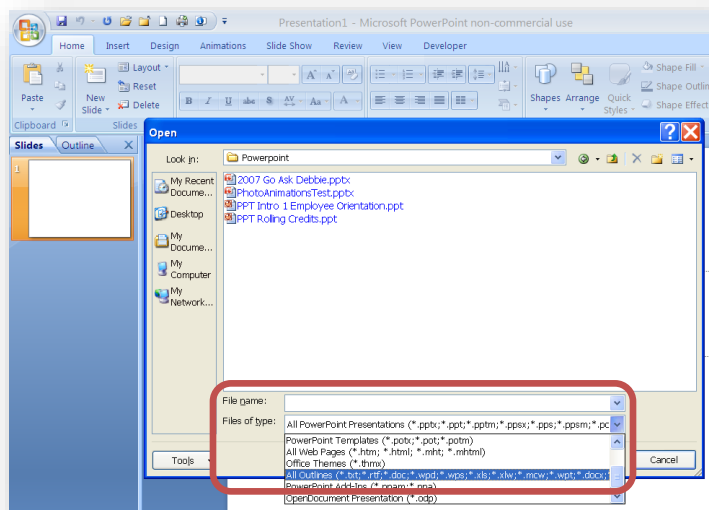 Presentation1 - Microsoft PowerPoint non-commercial use
Home Insert Design Animations Slide Show Review View Developer
Layout
Reset
Delete
Paste
New Slide
B I U abe S AV Aa A
Shapes Arrange Quick Styles
Shape Fill
Shape Outlin
Shape Effect
Clipboard Slides
Slides Outline X
1
Open
Look in: Powerpoint
My Recent Docume...
Desktop
My Docume...
My Computer
My Network...
2007 Go Ask Debbie.pptx
PhotoAnimationsTest.pptx
PPT Intro 1 Employee Orientation.ppt
PPT Rolling Credits.ppt
File name:
Files of type: All PowerPoint Presentations (*.pptx;*.ppt;*.pptm;*.ppsx;*.pps;*.ppsm;*.pc
PowerPoint Templates (*.potx;*.pot;*.potm)
All Web Pages (*.htm; *.html; *.mht; *.mhtml)
Office Themes (*.thmx)
All Outlines (*.txt;*.rtf;*.doc;*.wpd;*.wps;*.xls;*.xlw;*.mcw;*.wpt;*.docx;
PowerPoint Add-Ins (*.ppam;*.ppa)
OpenDocument Presentation (*.odp)
Tools
Cancel